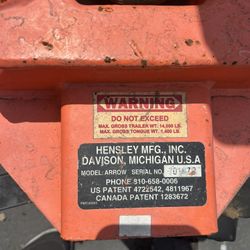 WARNING
DO NOT EXCEED
MAX. GROSS TRAILER WT. 14,000 LB.
MAX. GROSS TONGUE WT. 1,400 LB.
HENSLEY MFG., INC.
DAVISON, MICHIGAN U.S.A
MODEL: ARROW SERIAL NO.
PHONE 810-658-0006
US PATENT 4722542, 4811967
CANADA PATENT 1283672